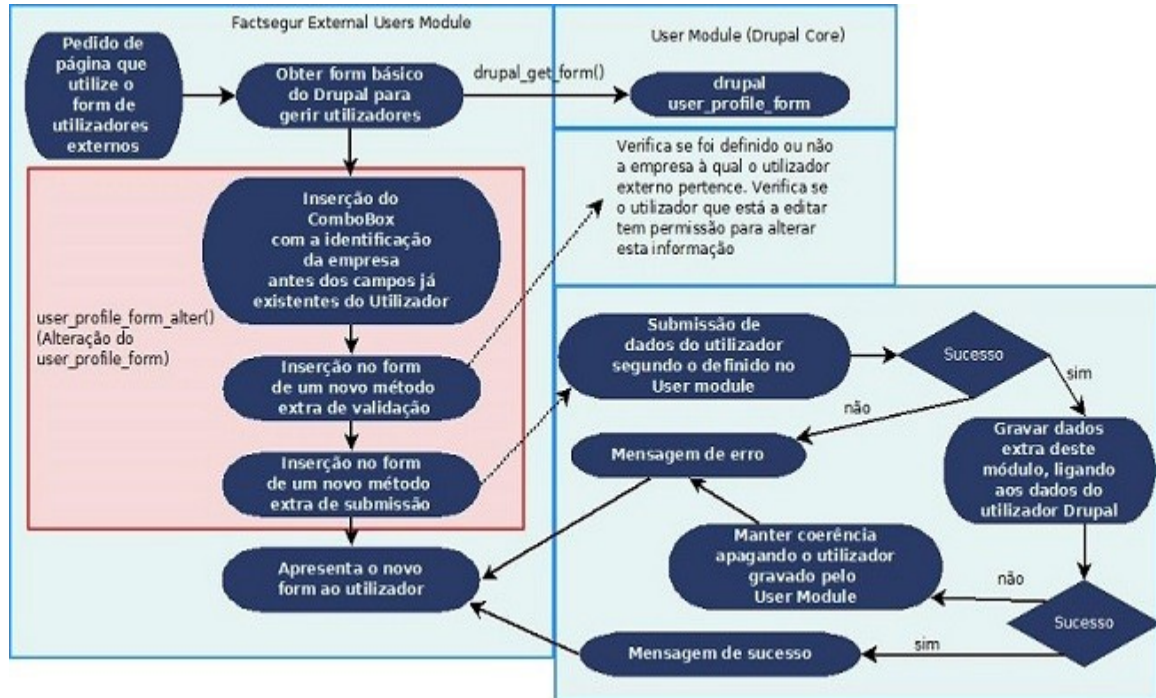 Factsegur External Users Module
Pedido de
página que
utilize o
form de
utilizadores
externos
Obter form básico
do Drupal para
gerir utilizadores
drupal_get_form()
User Module (Drupal Core)
drupal
user_profile_form
Verifica se foi definido ou não
a empresa à qual o utilizador
externo pertence. Verifica se
o utilizador que está a editar
tem permissão para alterar
esta informação
Inserção do
ComboBox
com a identificação
da empresa
antes dos campos já
existentes do Utilizador
user_profile_form_alter()
(Alteração do
user_profile_form)
Inserção no form
de um novo método
extra de validação
Inserção no form
de um novo método
extra de submissão
Apresenta o novo
form ao utilizador
Submissão de
dados do utilizador
segundo o definido no
User module
Sucesso
sim
não
Mensagem de erro
Gravar dados
extra deste
módulo, ligando
aos dados do
utilizador Drupal
Manter coerência
apagando o utilizador
gravado pelo
User Module
não
Sucesso
sim
Mensagem de sucesso